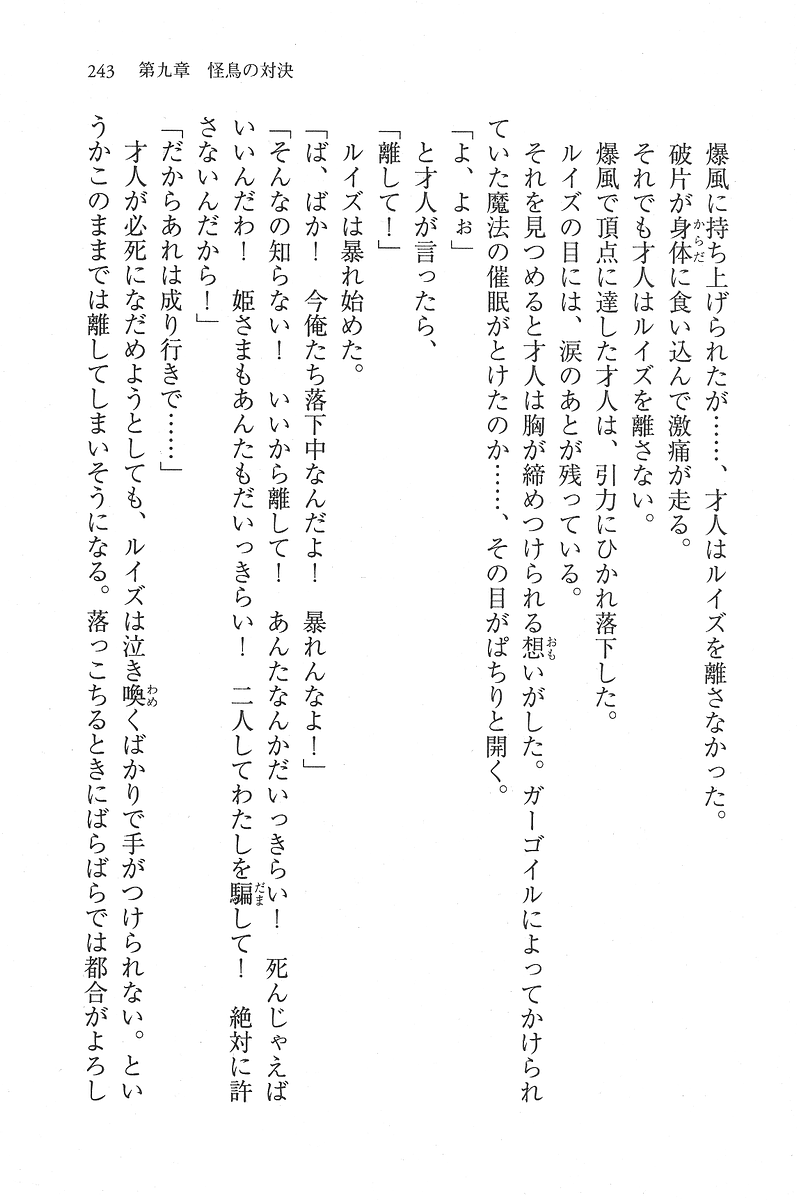 243　第九章　怪鳥の対決
爆風に持ち上げられたが……、才人はルイズを離さなかった。
破片が身体に食い込んで激痛が走る。
それでも才人はルイズを離さない。
爆風で頂点に達した才人は、引力にひかれ落下した。
ルイズの目には、涙のあとが残っている。
それを見つめると才人は胸が締めつけられる想いがした。ガーゴイルによってかけられ
ていた魔法の催眠がとけたのか……、その目がぱちりと開く。
「よ、よぉ」
と才人が言ったら、
「離して！」
ルイズは暴れ始めた。
「ば、ばか！　今俺たち落下中なんだよ！　暴れんなよ！」
「そんなの知らない！　いいから離して！　あんたなんかだいっきらい！　死んじゃえば
いいんだわ！　姫さまもあんたもだいっきらい！　二人してわたしを騙して！　絶対に許
さないんだから！」
「だからあれは成り行きで……」
才人が必死になだめようとしても、ルイズは泣き喚くばかりで手がつけられない。とい
うかこのままでは離してしまいそうになる。落っこちるときにばらばらでは都合がよろし